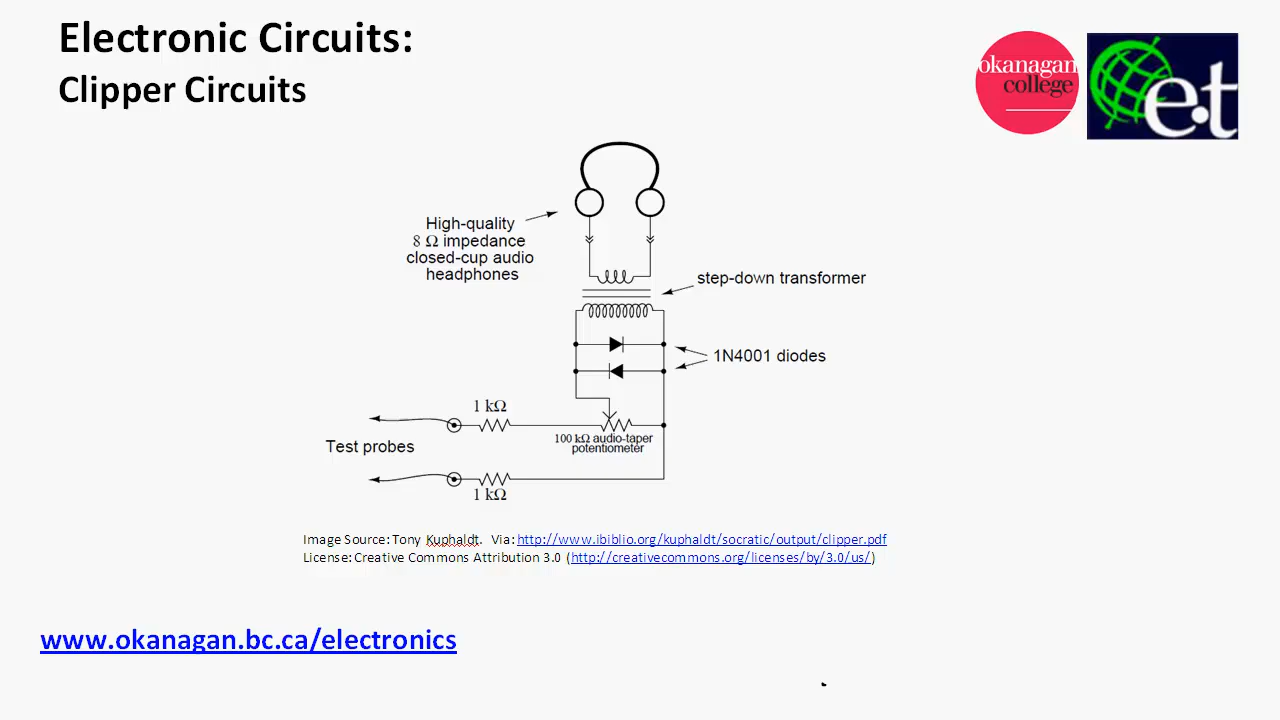 Electronic Circuits:
Clipper Circuits
okanagan
college
e.t
High-quality
8 Ω impedance
closed-cup audio
headphones
step-down transformer
1N4001 diodes
1 kΩ
100 kΩ audio-taper
potentiometer
Test probes
1 kΩ
Image Source: Tony Kuphaldt. Via: http://www.ibiblio.org/kuphaldt/socratic/output/clipper.pdf
License: Creative Commons Attribution 3.0 (http://creativecommons.org/licenses/by/3.0/us/)
www.okanagan.bc.ca/electronics